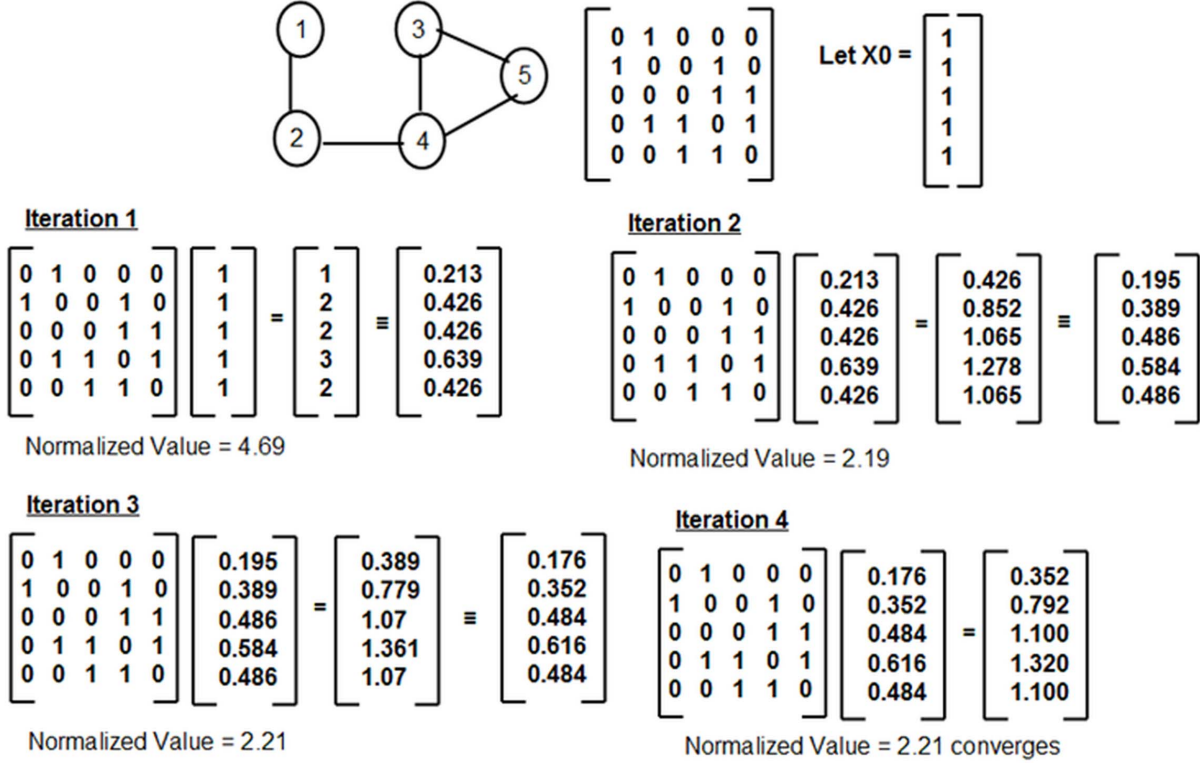 1
3
5
2
4
0 1 0 0 0
1 0 0 1 0
0 0 0 1 1
0 1 1 0 1
0 0 1 1 0
Let X0 =
1
1
1
1
1
Iteration 1
0 1 0 0 0 1 1 0.213
1 0 0 1 0 1 2 0.426
0 0 0 1 1 1 = 2 ≡ 0.426
0 1 1 0 1 1 3 0.639
0 0 1 1 0 1 2 0.426
Normalized Value = 4.69
Iteration 2
0 1 0 0 0 0.213 0.426 0.195
1 0 0 1 0 0.426 0.852 0.389
0 0 0 1 1 0.426 = 1.065 ≡ 0.486
0 1 1 0 1 0.639 1.278 0.584
0 0 1 1 0 0.426 1.065 0.486
Normalized Value = 2.19
Iteration 3
0 1 0 0 0 0.195 0.389 0.176
1 0 0 1 0 0.389 0.779 0.352
0 0 0 1 1 0.486 = 1.07 ≡ 0.484
0 1 1 0 1 0.584 1.361 0.616
0 0 1 1 0 0.486 1.07 0.484
Normalized Value = 2.21
Iteration 4
0 1 0 0 0 0.176 0.352
1 0 0 1 0 0.352 0.792
0 0 0 1 1 0.484 = 1.100
0 1 1 0 1 0.616 1.320
0 0 1 1 0 0.484 1.100
Normalized Value = 2.21 converges